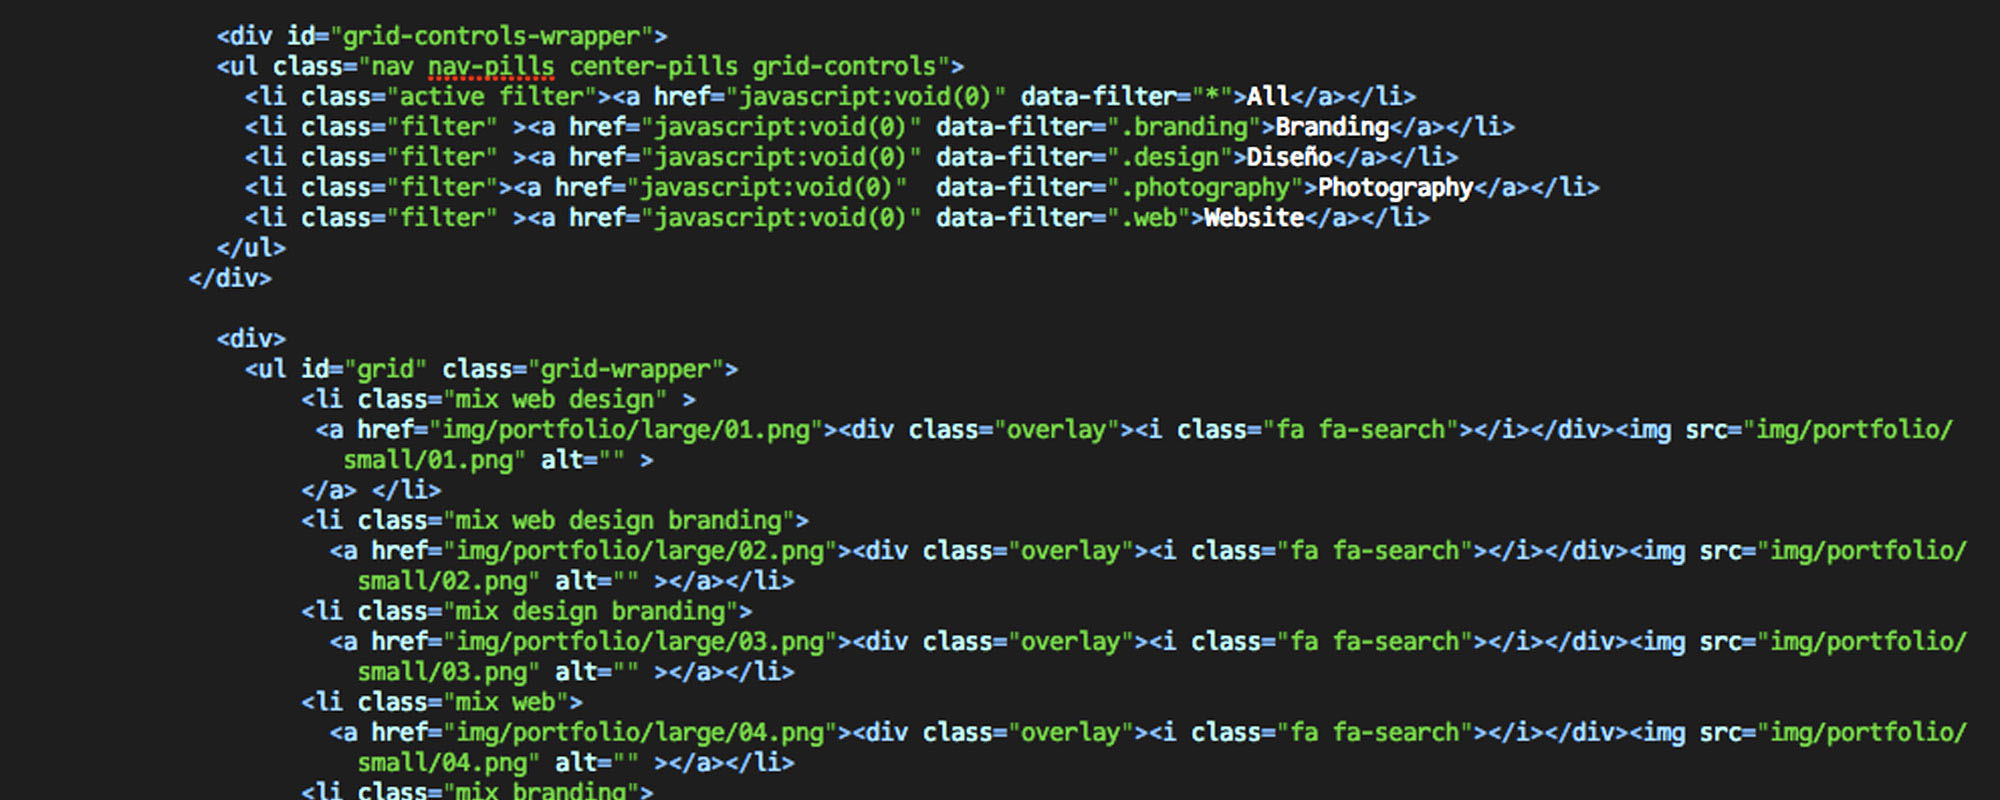 <div id="grid-controls-wrapper">
<ul class="nav nav-pills center-pills grid-controls">
<li class="active filter"><a href="javascript:void(0)" data-filter="*">All</a></li>
<li class="filter" ><a href="javascript:void(0)" data-filter=".branding">Branding</a></li>
<li class="filter" ><a href="javascript:void(0)" data-filter=".design">Diseño</a></li>
<li class="filter"><a href="javascript:void(0)"  data-filter=".photography">Photography</a></li>
<li class="filter" ><a href="javascript:void(0)" data-filter=".web">Website</a></li>
</ul>
</div>
<div>
<ul id="grid" class="grid-wrapper">
<li class="mix web design" >
<a href="img/portfolio/large/01.png"><div class="overlay"><i class="fa fa-search"></i></div><img src="img/portfolio/
small/01.png" alt="" >
</a> </li>
<li class="mix web design branding">
<a href="img/portfolio/large/02.png"><div class="overlay"><i class="fa fa-search"></i></div><img src="img/portfolio/
small/02.png" alt="" ></a></li>
<li class="mix design branding">
<a href="img/portfolio/large/03.png"><div class="overlay"><i class="fa fa-search"></i></div><img src="img/portfolio/
small/03.png" alt="" ></a></li>
<li class="mix web">
<a href="img/portfolio/large/04.png"><div class="overlay"><i class="fa fa-search"></i></div><img src="img/portfolio/
small/04.png" alt="" ></a></li>
<li class="mix branding">